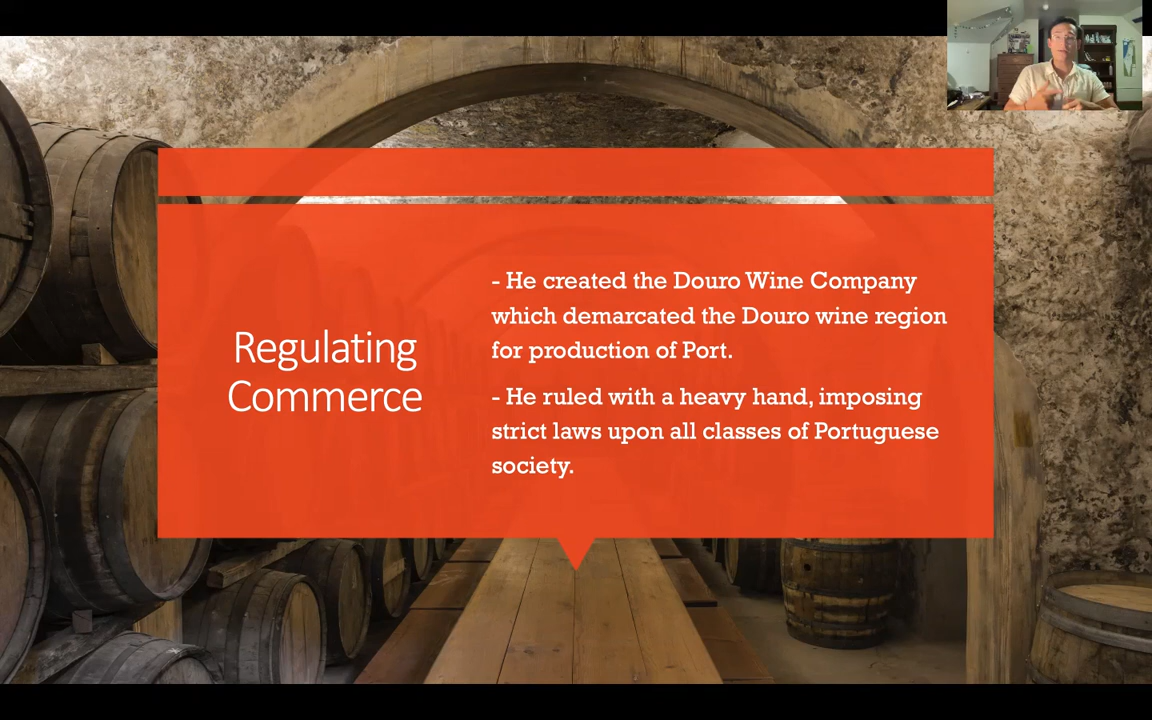 Regulating
Commerce
- He created the Douro Wine Company
which demarcated the Douro wine region
for production of Port.
- He ruled with a heavy hand, imposing
strict laws upon all classes of Portuguese
society.